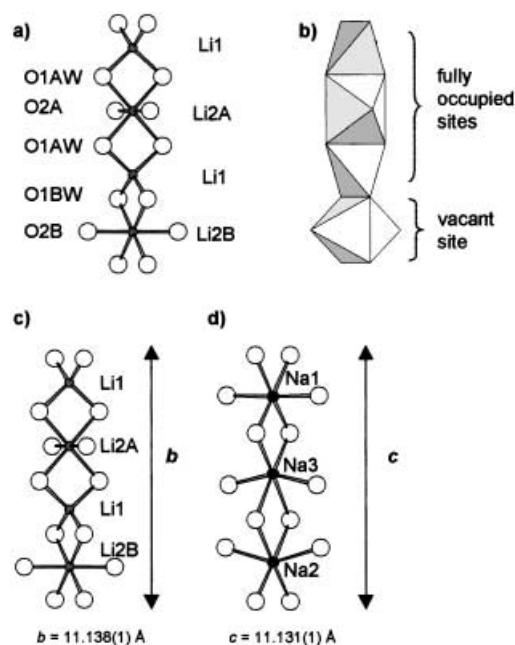 a)
Li1
O1AW
O2A
Li2A
O1AW
Li1
O1BW
O2B
Li2B
b)
fully
occupied
sites
vacant
site
c)
Li1
Li2A
Li1
Li2B
b
b = 11.138(1) Å
d)
Na1
Na3
Na2
c
c = 11.131(1) Å